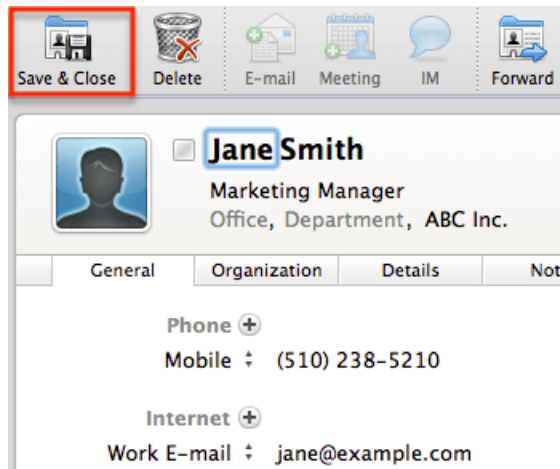 Save & Close Delete E-mail Meeting IM Forward
Jane Smith
Marketing Manager
Office, Department, ABC Inc.
General Organization Details Not
Phone
Mobile (510) 238-5210
Internet
Work E-mail jane@example.com